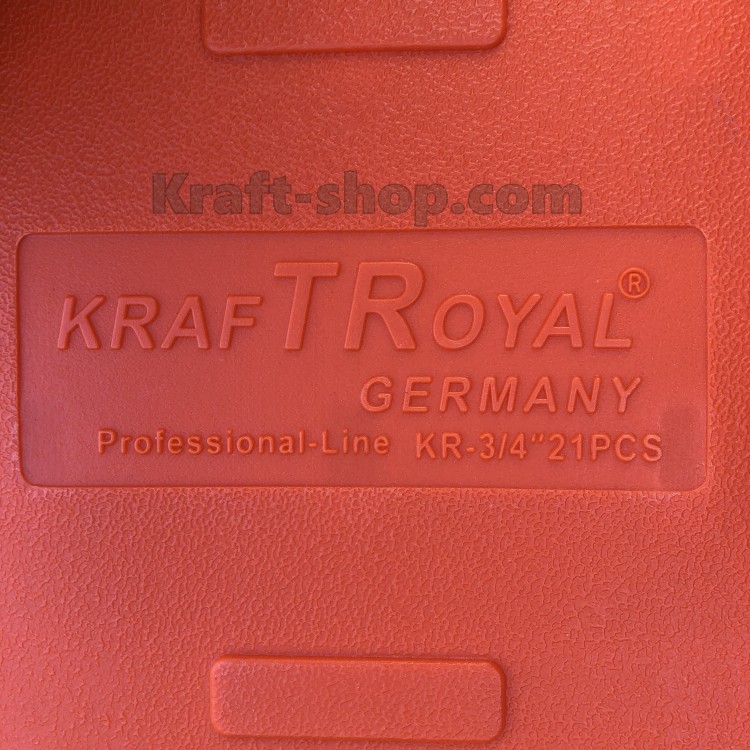 Kraft-shop.com
KRAFTROYAL®
GERMANY
Professional-Line KR-3/4“21PCS